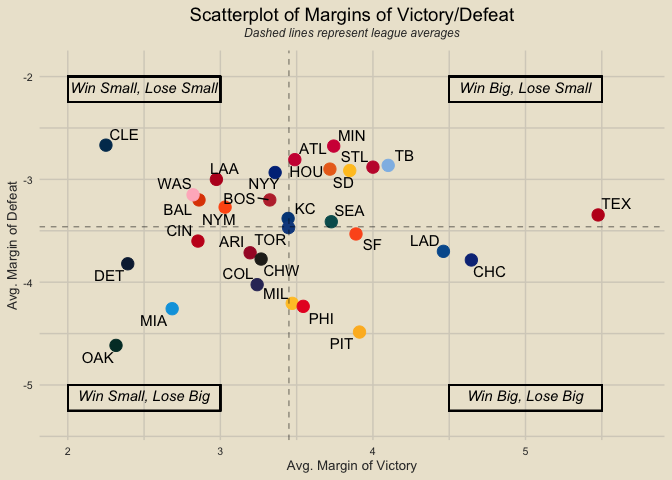 Scatterplot of Margins of Victory/Defeat
Dashed lines represent league averages
-2
Win Small, Lose Small
Win Big, Lose Small
CLE
MIN
ATL
STL
TB
-3
LAA
HOU
WAS
NYY
SD
BOS
BAL
KC
SEA
TEX
NYM
CIN
ARI
TOR
SF
LAD
DET
COL
CHW
CHC
-4
MIL
MIA
PHI
PIT
OAK
-5
Win Small, Lose Big
Win Big, Lose Big
2
3
4
5
Avg. Margin of Victory
Avg. Margin of Defeat